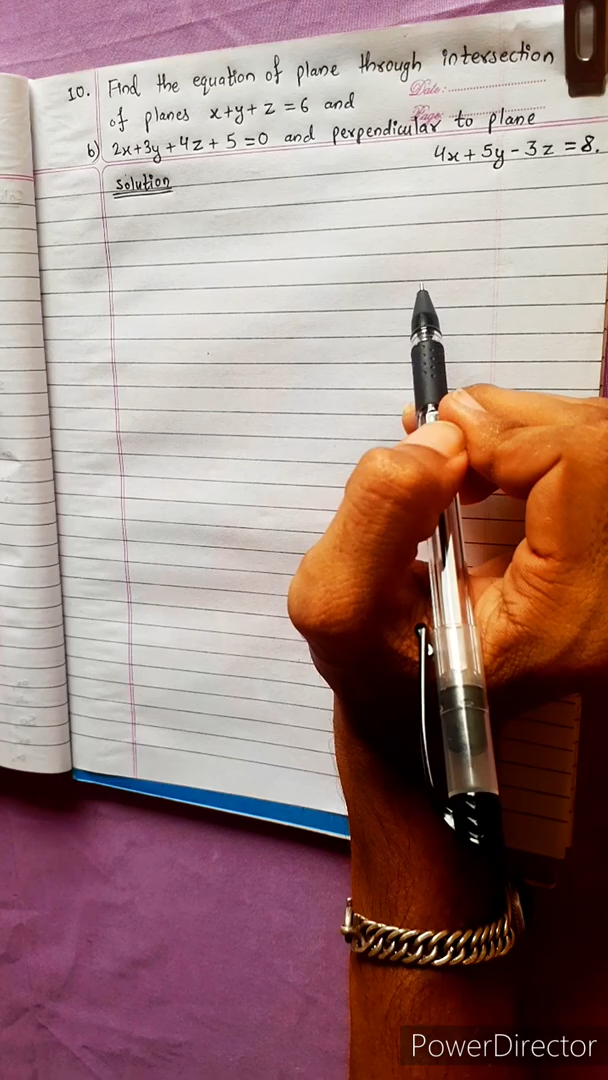 10. Find the equation of plane through intersection
Date:
of planes x+y+z=6 and
Page:
b) 2x+3y+4z+5=0 and perpendicular to plane
4x+5y-3z=8.
Solution
PowerDirector